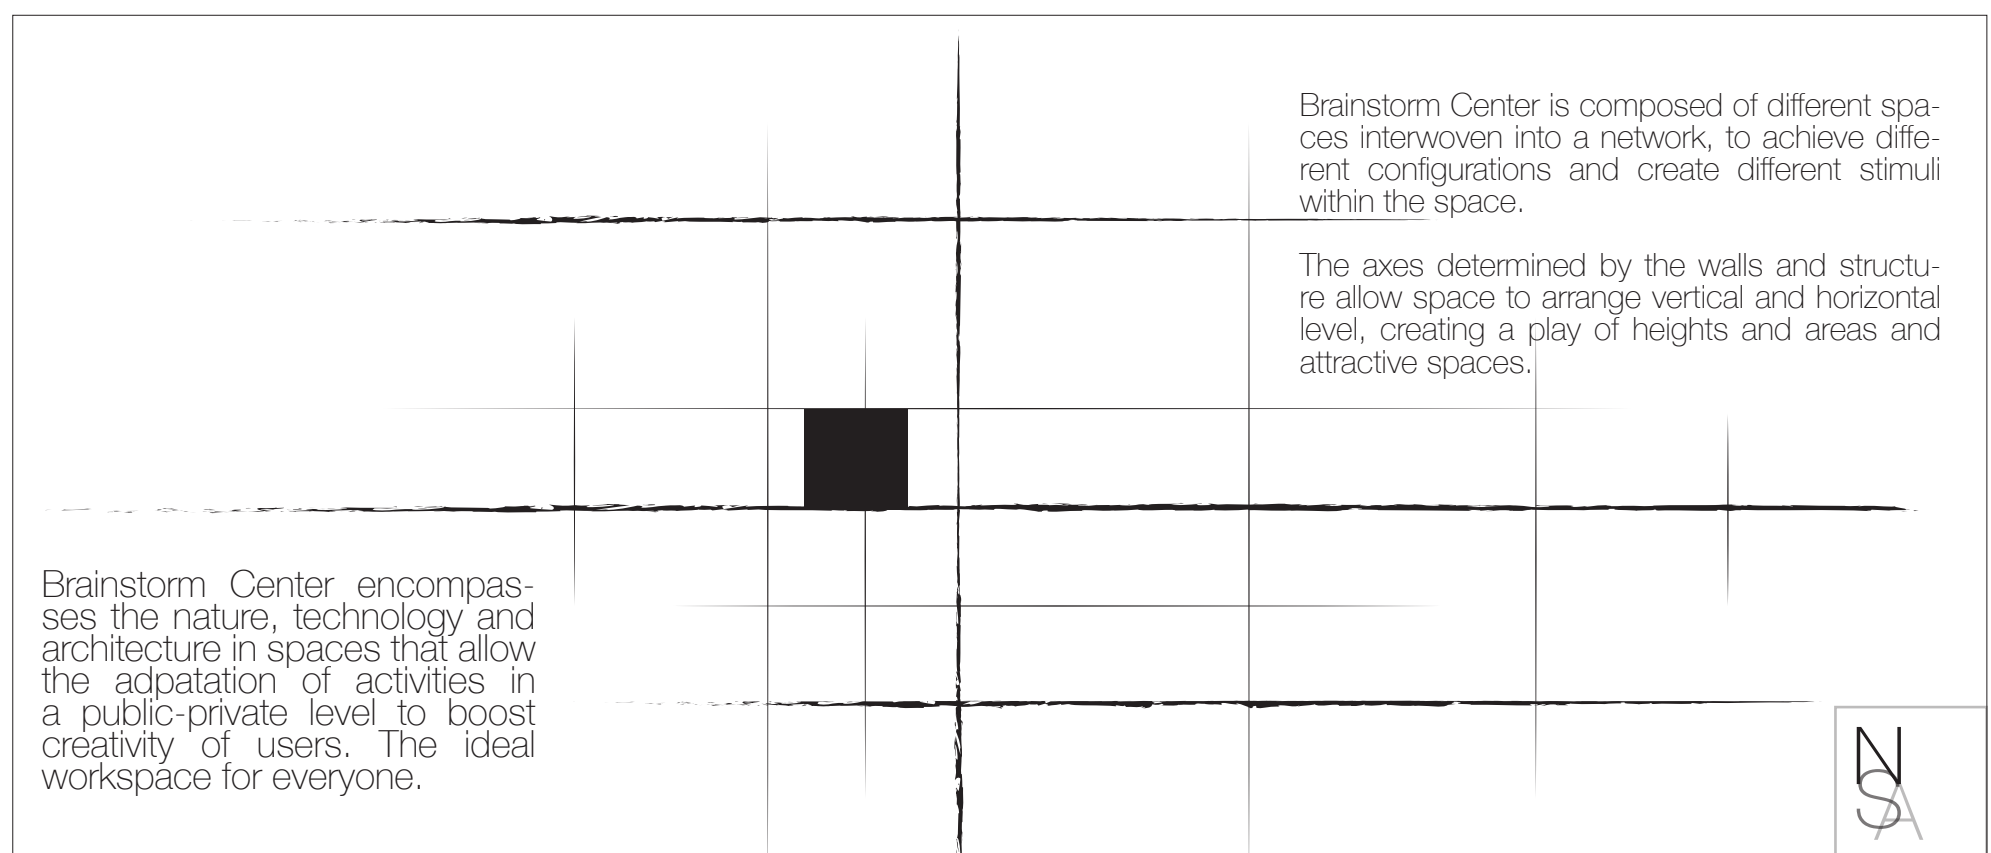 Brainstorm Center is composed of different spa-
ces interwoven into a network, to achieve diffe-
rent configurations and create different stimuli
within the space.
The axes determined by the walls and structu-
re allow space to arrange vertical and horizontal
level, creating a play of heights and areas and
attractive spaces.
Brainstorm Center encompas-
ses the nature, technology and
architecture in spaces that allow
the adpatation of activities in
a public-private level to boost
creativity of users. The ideal
workspace for everyone.
NSA